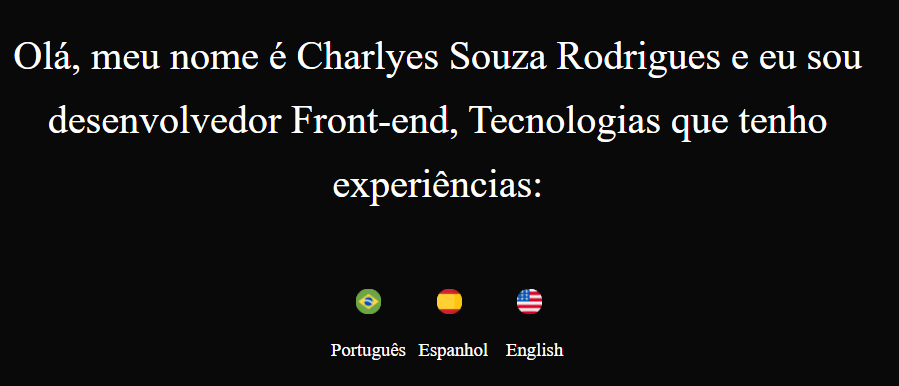 Olá, meu nome é Charlyes Souza Rodrigues e eu sou
desenvolvedor Front-end, Tecnologias que tenho
experiências:
Português Espanhol English